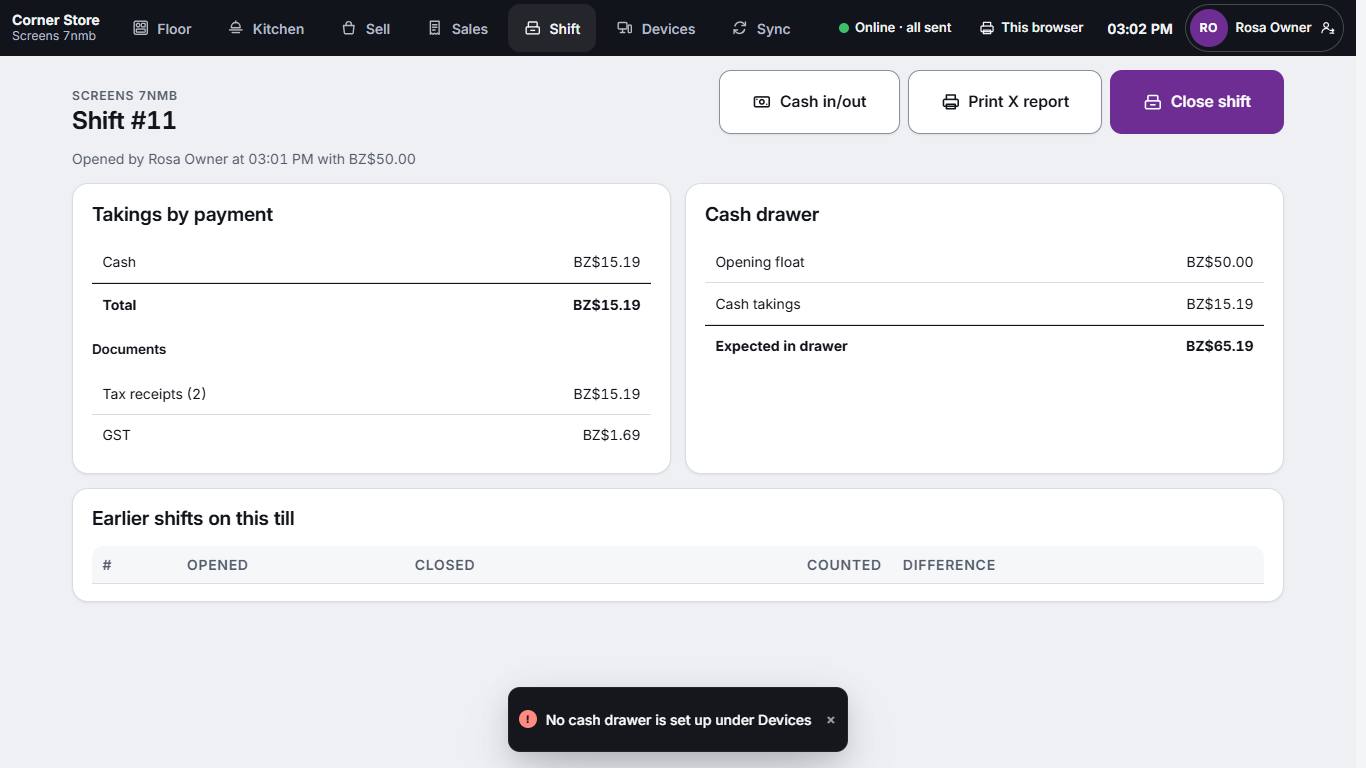 Corner Store
Screens 7nmb
Floor
Kitchen
Sell
Sales
Shift
Devices
Sync
Online · all sent
This browser
03:02 PM
RO
Rosa Owner
SCREENS 7NMB
Shift #11
Cash in/out
Print X report
Close shift
Opened by Rosa Owner at 03:01 PM with BZ$50.00
Takings by payment
Cash BZ$15.19
Total BZ$15.19
Documents
Tax receipts (2) BZ$15.19
GST BZ$1.69
Cash drawer
Opening float BZ$50.00
Cash takings BZ$15.19
Expected in drawer BZ$65.19
Earlier shifts on this till
# OPENED CLOSED COUNTED DIFFERENCE
No cash drawer is set up under Devices ×